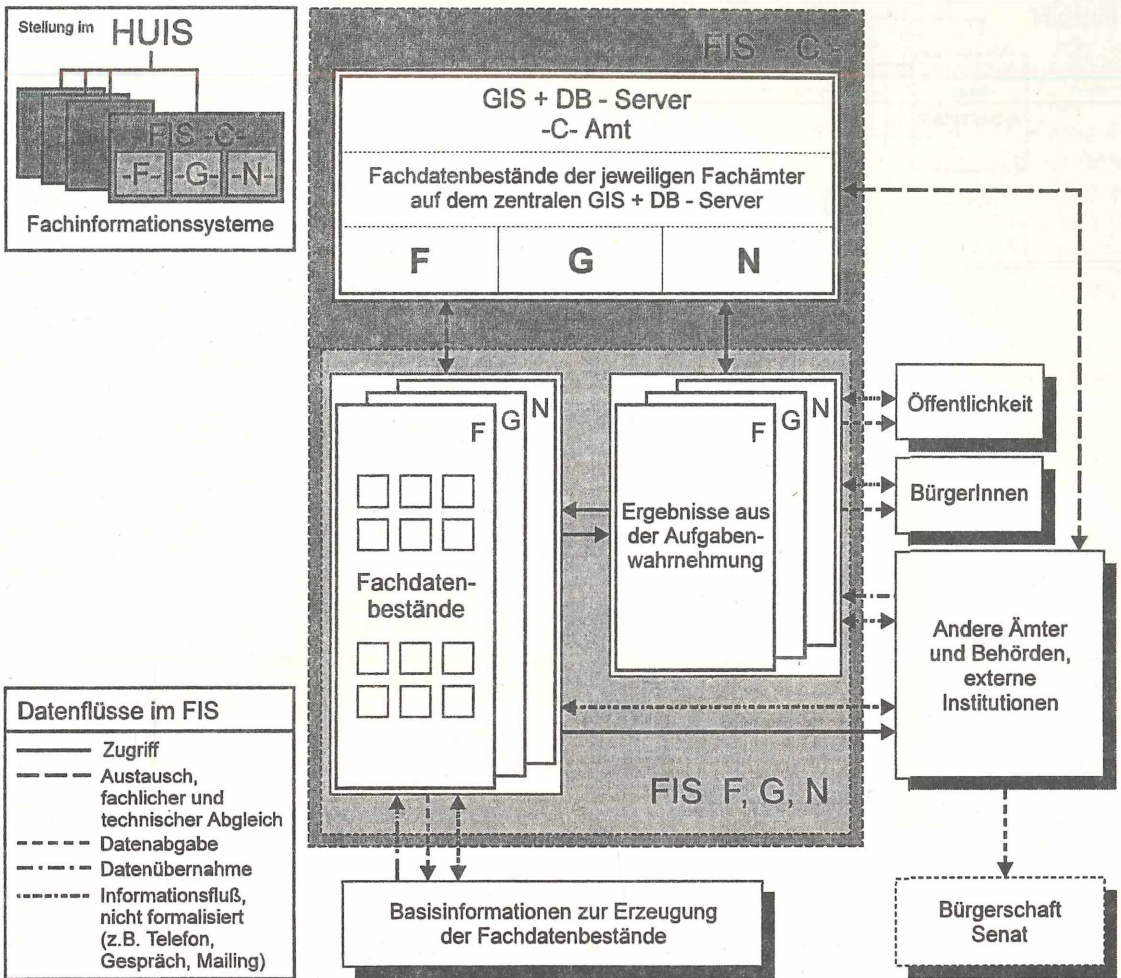 Stellung im HUIS
-FIS -C-
-F- -G- -N-
Fachinformationssysteme
FIS - C -
GIS + DB - Server
-C- Amt
Fachdatenbestände der jeweiligen Fachämter
auf dem zentralen GIS + DB - Server
F G N
N
G
F
Fachdaten-
bestände
N
G
F
Ergebnisse aus
der Aufgaben-
wahrnehmung
FIS F, G, N
Öffentlichkeit
BürgerInnen
Andere Ämter
und Behörden,
externe
Institutionen
Bürgerschaft
Senat
Basisinformationen zur Erzeugung
der Fachdatenbestände
Datenflüsse im FIS
Zugriff
Austausch,
fachlicher und
technischer Abgleich
Datenabgabe
Datenübernahme
Informationsfluß,
nicht formalisiert
(z.B. Telefon,
Gespräch, Mailing)